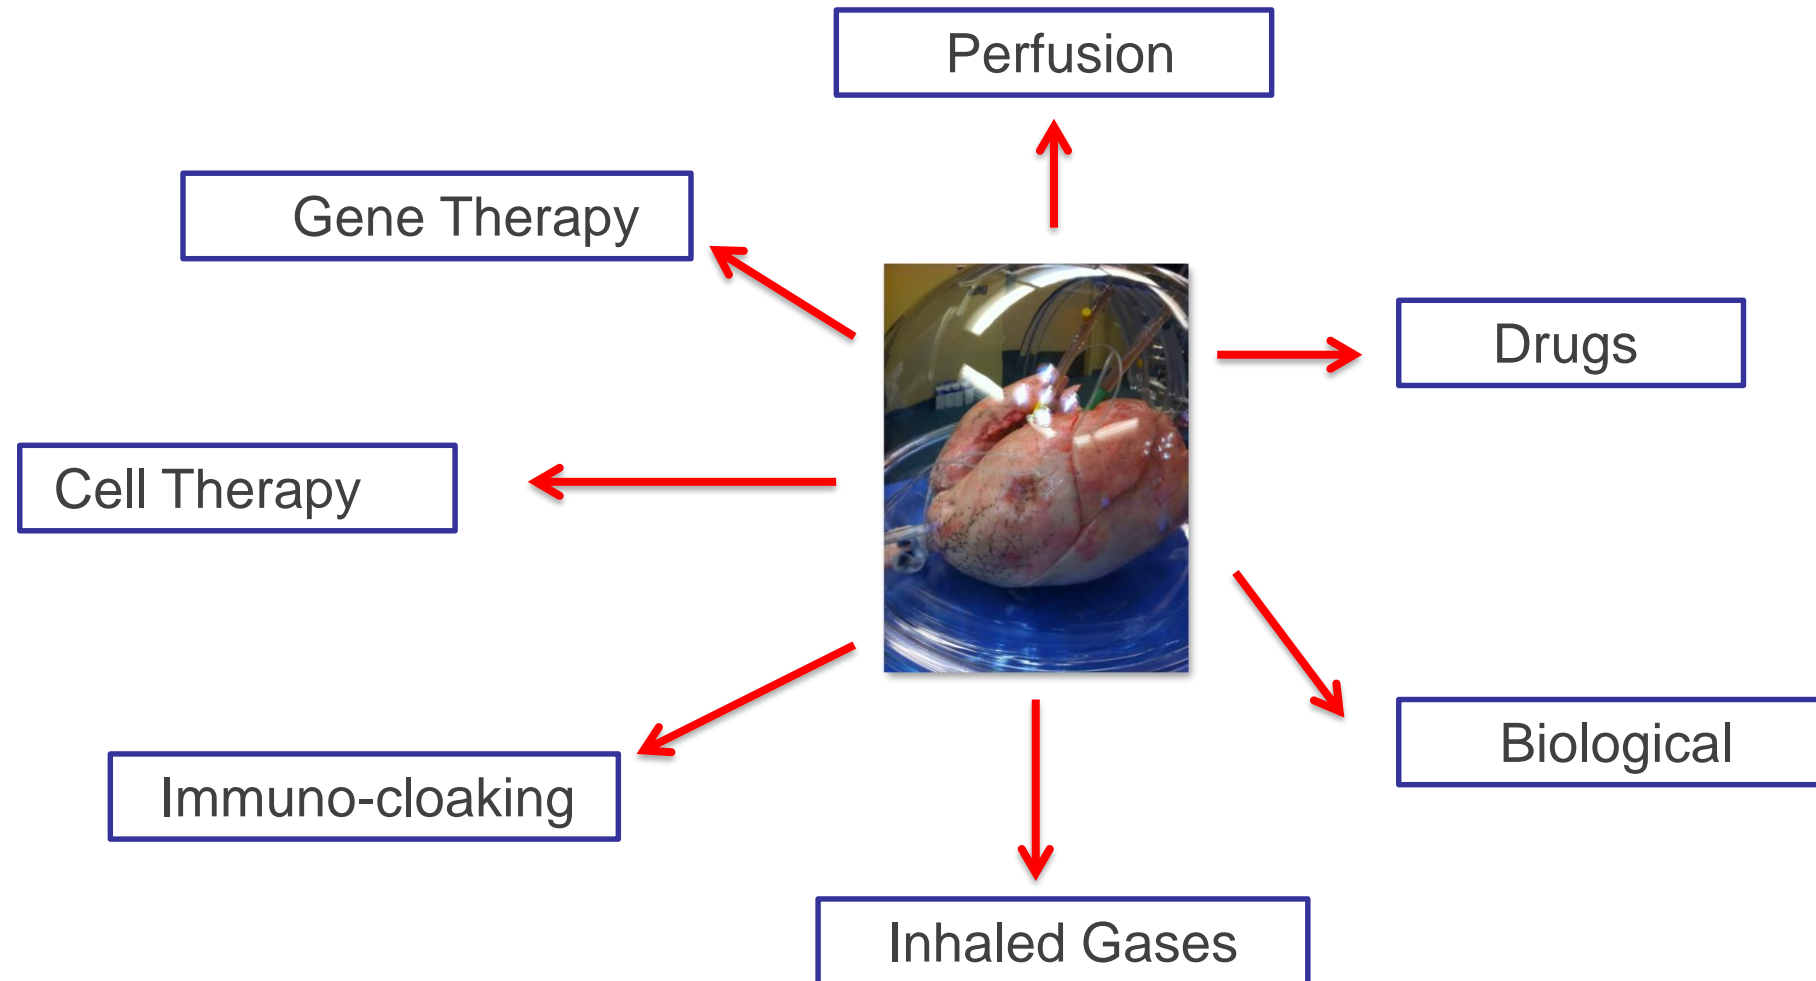 Perfusion
Gene Therapy
Drugs
Cell Therapy
Biological
Immuno-cloaking
Inhaled Gases